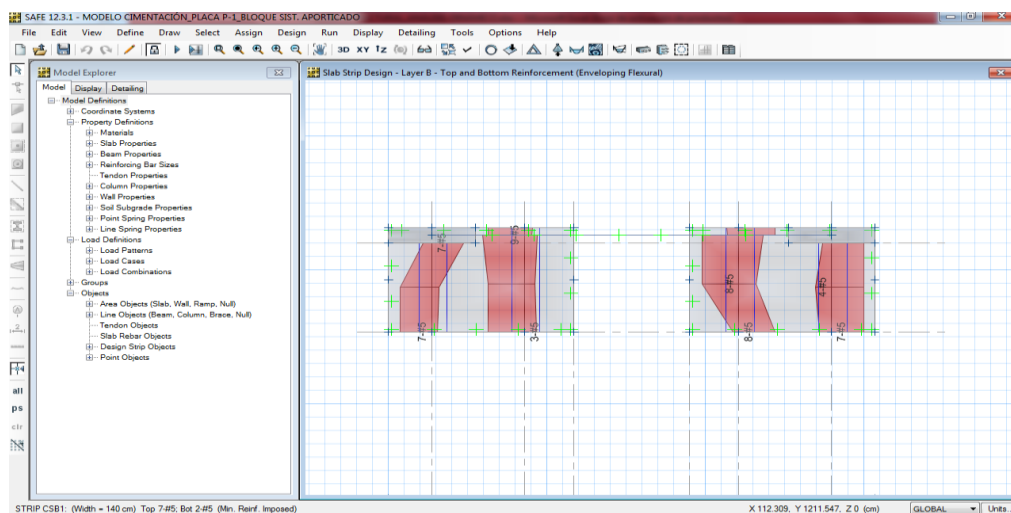 SAFE 12.3.1 - MODELO CIMENTACIÓN_PLACA P-1_BLOQUE SIST. APORTICADO
File Edit View Define Draw Select Assign Design Run Display Detailing Tools Options Help
3D XY
Model Explorer
Model Display Detailing
Model Definitions
Coordinate Systems
Property Definitions
Materials
Slab Properties
Beam Properties
Reinforcing Bar Sizes
Tendon Properties
Column Properties
Wall Properties
Soil Subgrade Properties
Point Spring Properties
Line Spring Properties
Load Definitions
Load Patterns
Load Cases
Load Combinations
Groups
Objects
Area Objects (Slab, Wall, Ramp, Null)
Line Objects (Beam, Column, Brace, Null)
Tendon Objects
Slab Rebar Objects
Design Strip Objects
Point Objects
all
ps
clr
Slab Strip Design - Layer B - Top and Bottom Reinforcement (Enveloping Flexural)
7-#5
9-#5
8-#5
4-#5
7-#5
3-#5
8-#5
7-#5
STRIP CSB1: (Width = 140 cm) Top 7-#5; Bot 2-#5 (Min. Reinf. Imposed)
X 112.309, Y 1211.547, Z 0 (cm)
GLOBAL
Units...